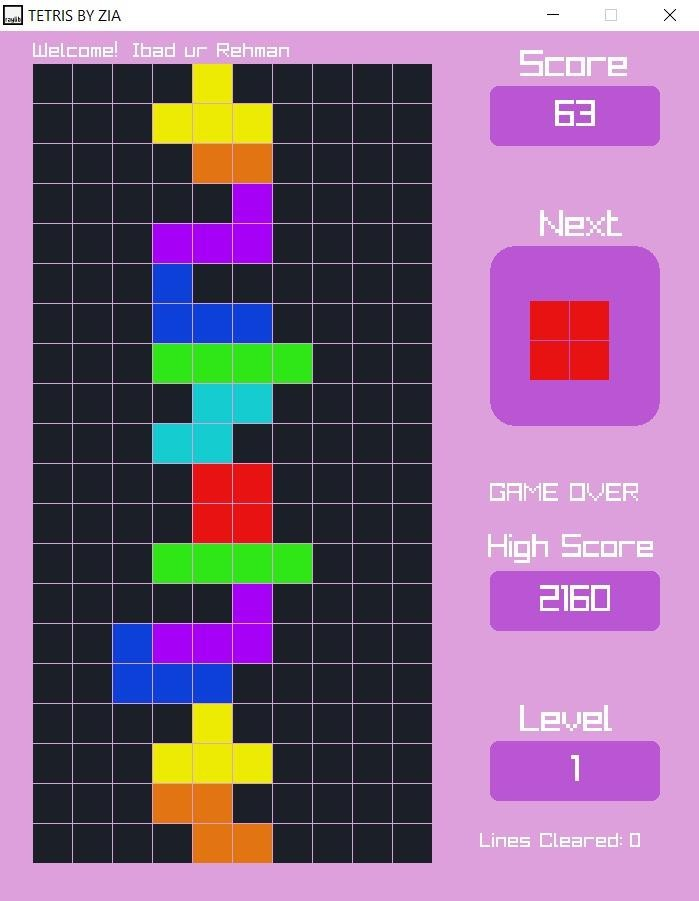 raylib
TETRIS BY ZIA
Welcome! Ibad ur Rehman
Score
63
Next
GAME OVER
High Score
2160
Level
1
Lines Cleared: 0